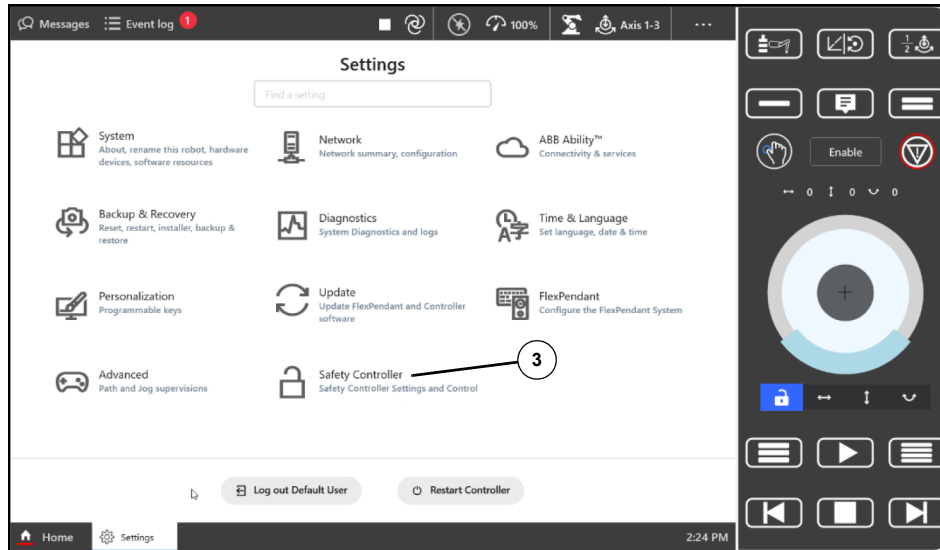 Messages
Event log
1
100%
Axis 1-3
...
Settings
Find a setting
System
About, rename this robot, hardware
devices, software resources
Network
Network summary, configuration
ABB Ability™
Connectivity & services
Backup & Recovery
Reset, restart, installer, backup &
restore
Diagnostics
System Diagnostics and logs
Time & Language
Set language, date & time
Personalization
Programmable keys
Update
Update FlexPendant and Controller
software
FlexPendant
Configure the FlexPendant System
Advanced
Path and Jog supervisions
Safety Controller
Safety Controller Settings and Control
3
Log out Default User
Restart Controller
Home
Settings
2:24 PM
1
2
Enable
0 0 0